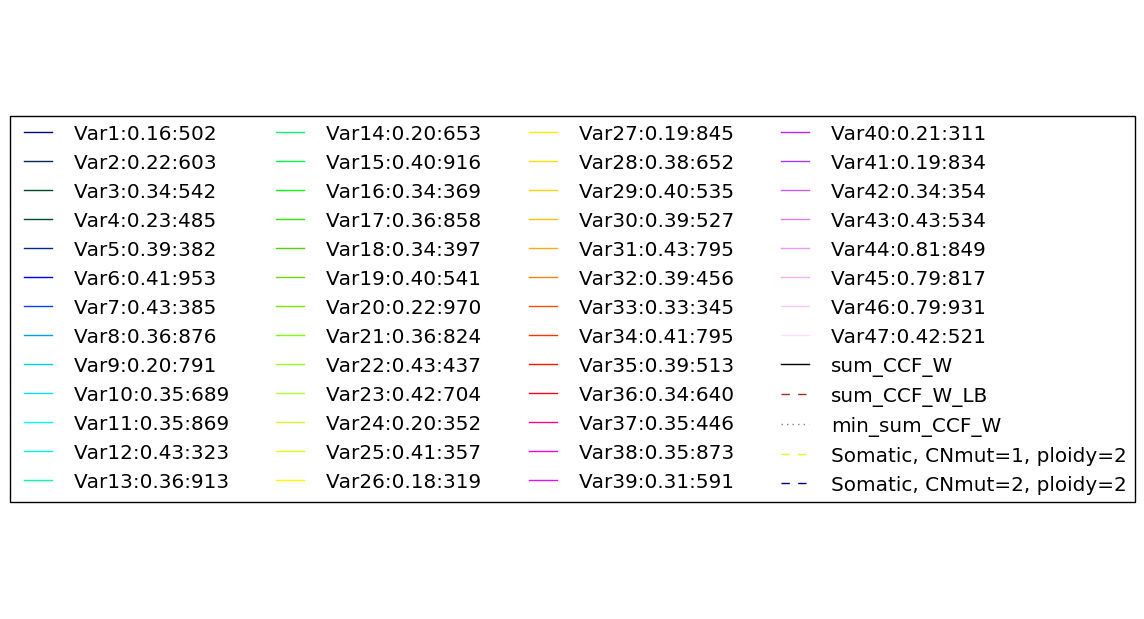 Var1:0.16:502
Var2:0.22:603
Var3:0.34:542
Var4:0.23:485
Var5:0.39:382
Var6:0.41:953
Var7:0.43:385
Var8:0.36:876
Var9:0.20:791
Var10:0.35:689
Var11:0.35:869
Var12:0.43:323
Var13:0.36:913
Var14:0.20:653
Var15:0.40:916
Var16:0.34:369
Var17:0.36:858
Var18:0.34:397
Var19:0.40:541
Var20:0.22:970
Var21:0.36:824
Var22:0.43:437
Var23:0.42:704
Var24:0.20:352
Var25:0.41:357
Var26:0.18:319
Var27:0.19:845
Var28:0.38:652
Var29:0.40:535
Var30:0.39:527
Var31:0.43:795
Var32:0.39:456
Var33:0.33:345
Var34:0.41:795
Var35:0.39:513
Var36:0.34:640
Var37:0.35:446
Var38:0.35:873
Var39:0.31:591
Var40:0.21:311
Var41:0.19:834
Var42:0.34:354
Var43:0.43:534
Var44:0.81:849
Var45:0.79:817
Var46:0.79:931
Var47:0.42:521
sum_CCF_W
sum_CCF_W_LB
min_sum_CCF_W
Somatic, CNmut=1, ploidy=2
Somatic, CNmut=2, ploidy=2